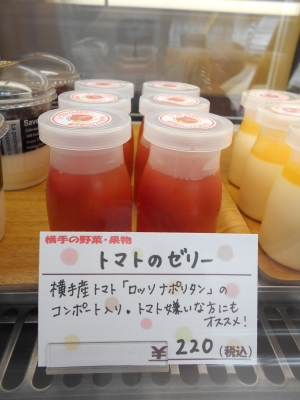 横手の野菜・果物
トマトのゼリー
横手産トマト「ロッソナポリタン」の
コンポート入り。トマト嫌いな方にも
オススメ!
¥ 220 (税込)